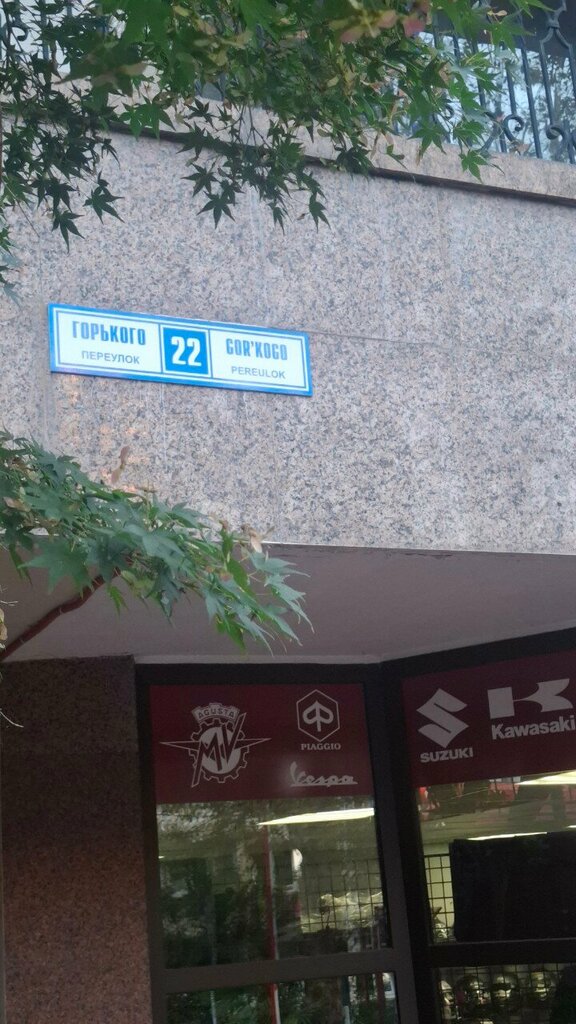 ГОРЬКОГО
ПЕРЕУЛОК
22
GOR'KOGO
PEREULOK
AGUSTA
MV
PIAGGIO
Vespa
SUZUKI
Kawasaki